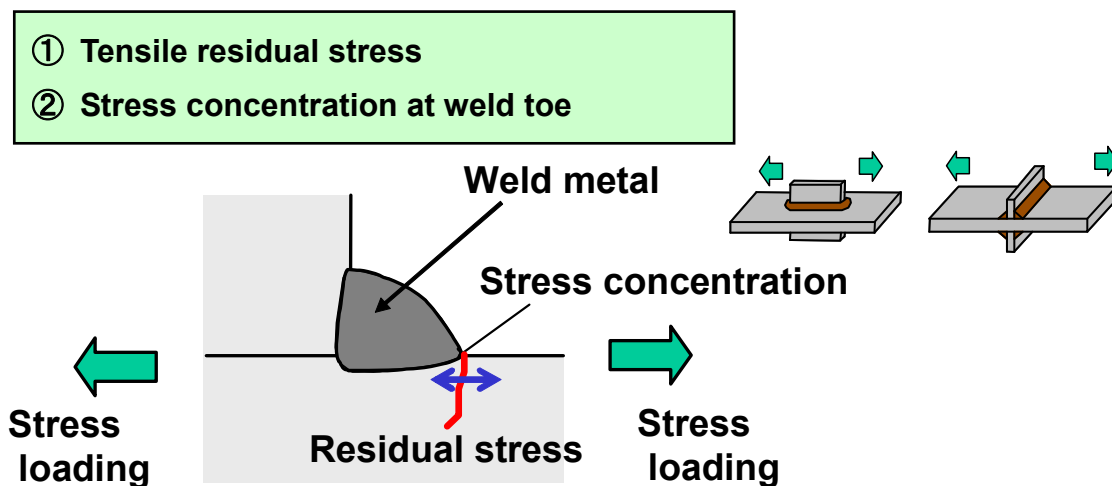 ① Tensile residual stress
② Stress concentration at weld toe
Weld metal
Stress concentration
Stress
loading
Residual stress
Stress
loading